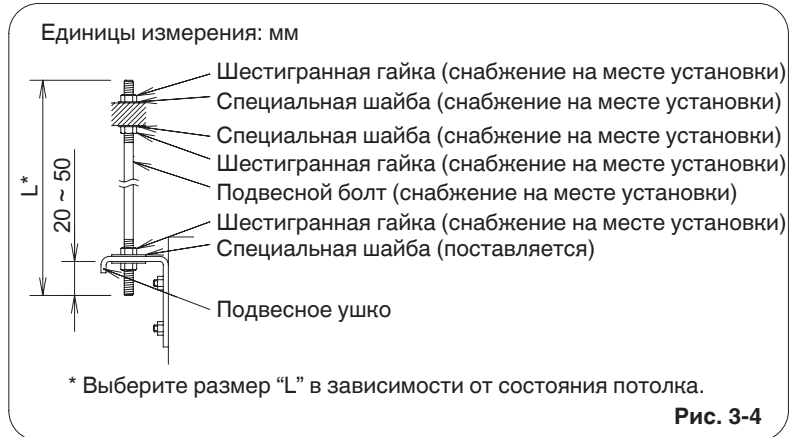 Единицы измерения: мм
Шестигранная гайка (снабжение на месте установки)
Специальная шайба (снабжение на месте установки)
Специальная шайба (снабжение на месте установки)
Шестигранная гайка (снабжение на месте установки)
Подвесной болт (снабжение на месте установки)
Шестигранная гайка (снабжение на месте установки)
Специальная шайба (поставляется)
L*
20 ~ 50
Подвесное ушко
* Выберите размер “L” в зависимости от состояния потолка.
Рис. 3-4